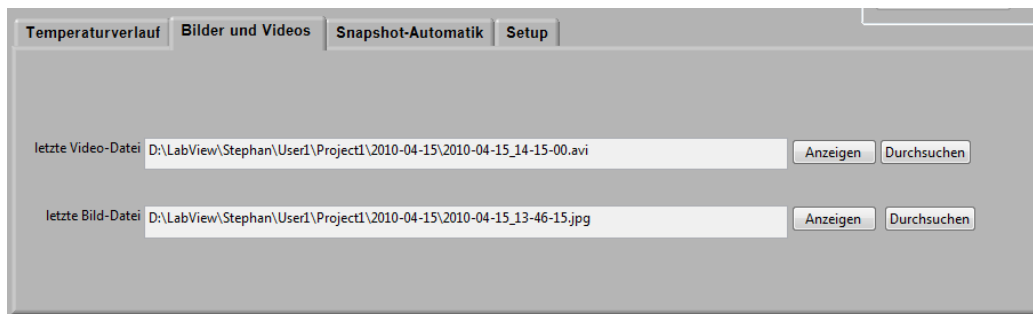 Temperaturverlauf Bilder und Videos Snapshot-Automatik Setup
letzte Video-Datei D:\LabView\Stephan\User1\Project1\2010-04-15\2010-04-15_14-15-00.avi Anzeigen Durchsuchen
letzte Bild-Datei D:\LabView\Stephan\User1\Project1\2010-04-15\2010-04-15_13-46-15.jpg Anzeigen Durchsuchen